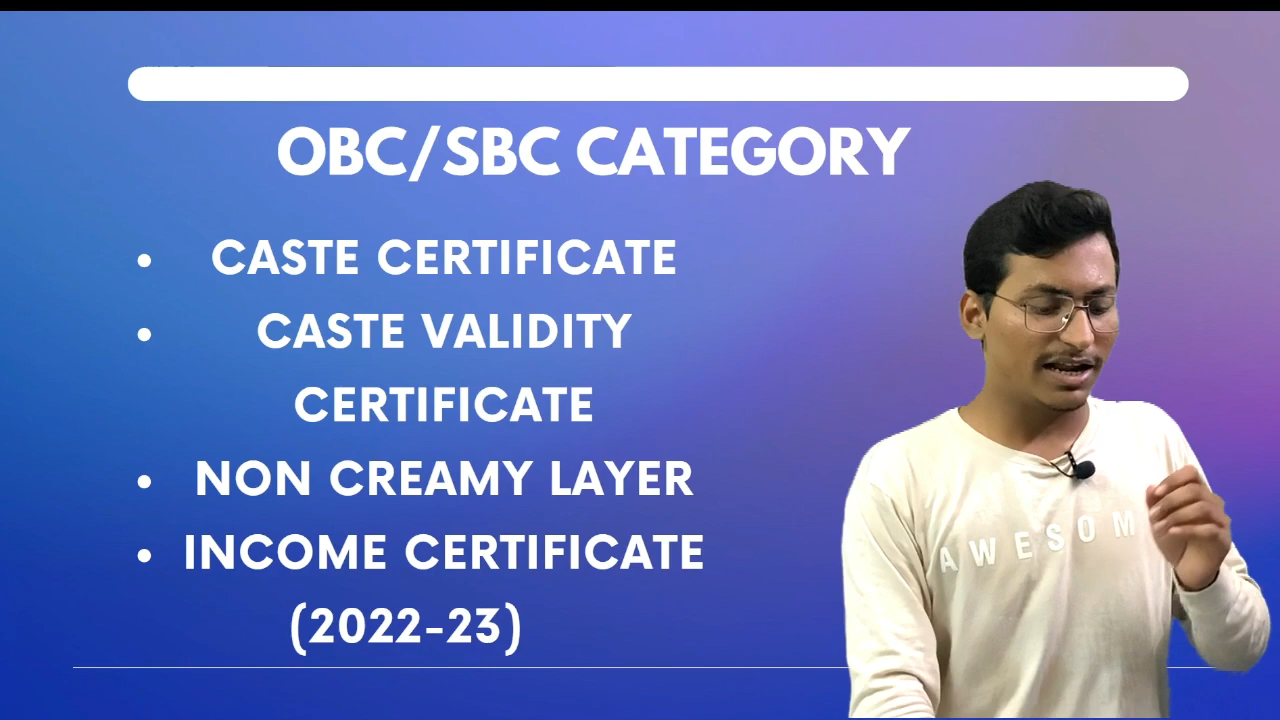 OBC/SBC CATEGORY
• CASTE CERTIFICATE
• CASTE VALIDITY
CERTIFICATE
• NON CREAMY LAYER
• INCOME CERTIFICATE
(2022-23)
AWESOM